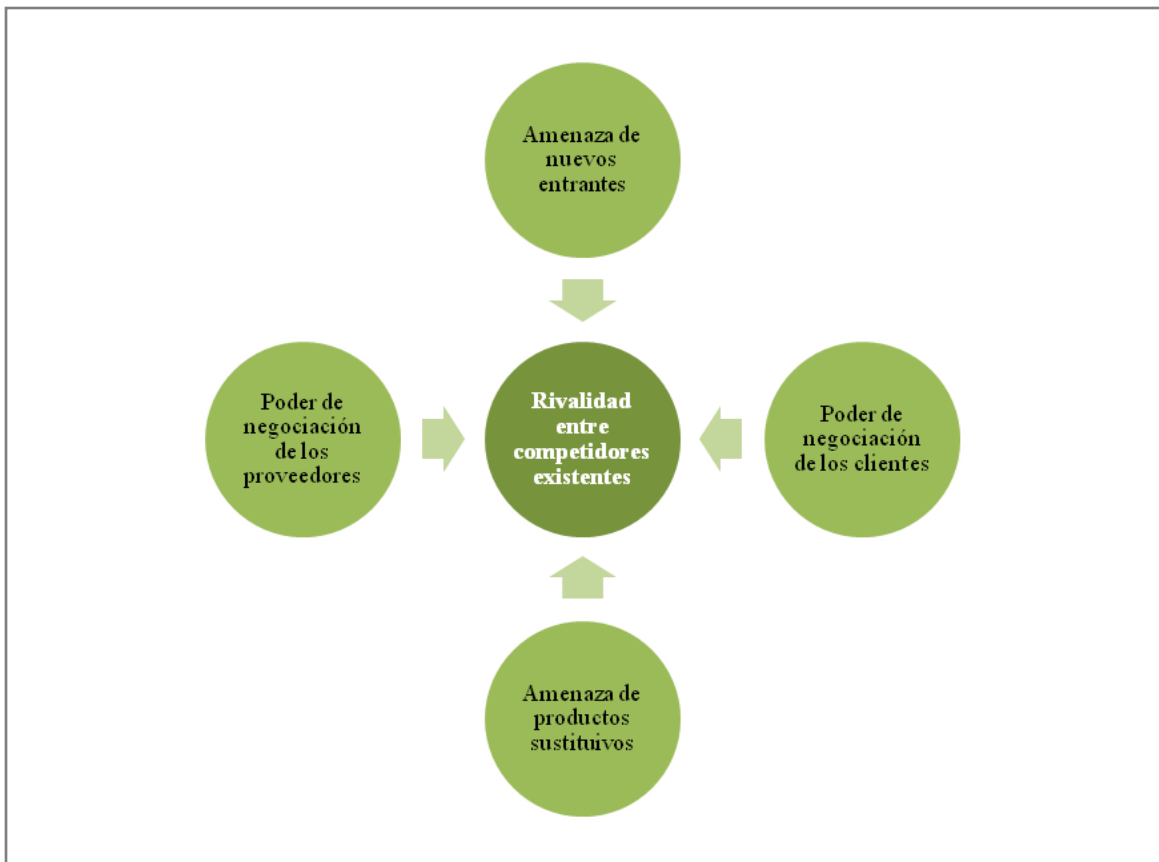 Amenaza de
nuevos
entrantes
Poder de
negociación
de los
proveedores
Rivalidad
entre
competidores
existentes
Poder de
negociación
de los clientes
Amenaza de
productos
sustituivos